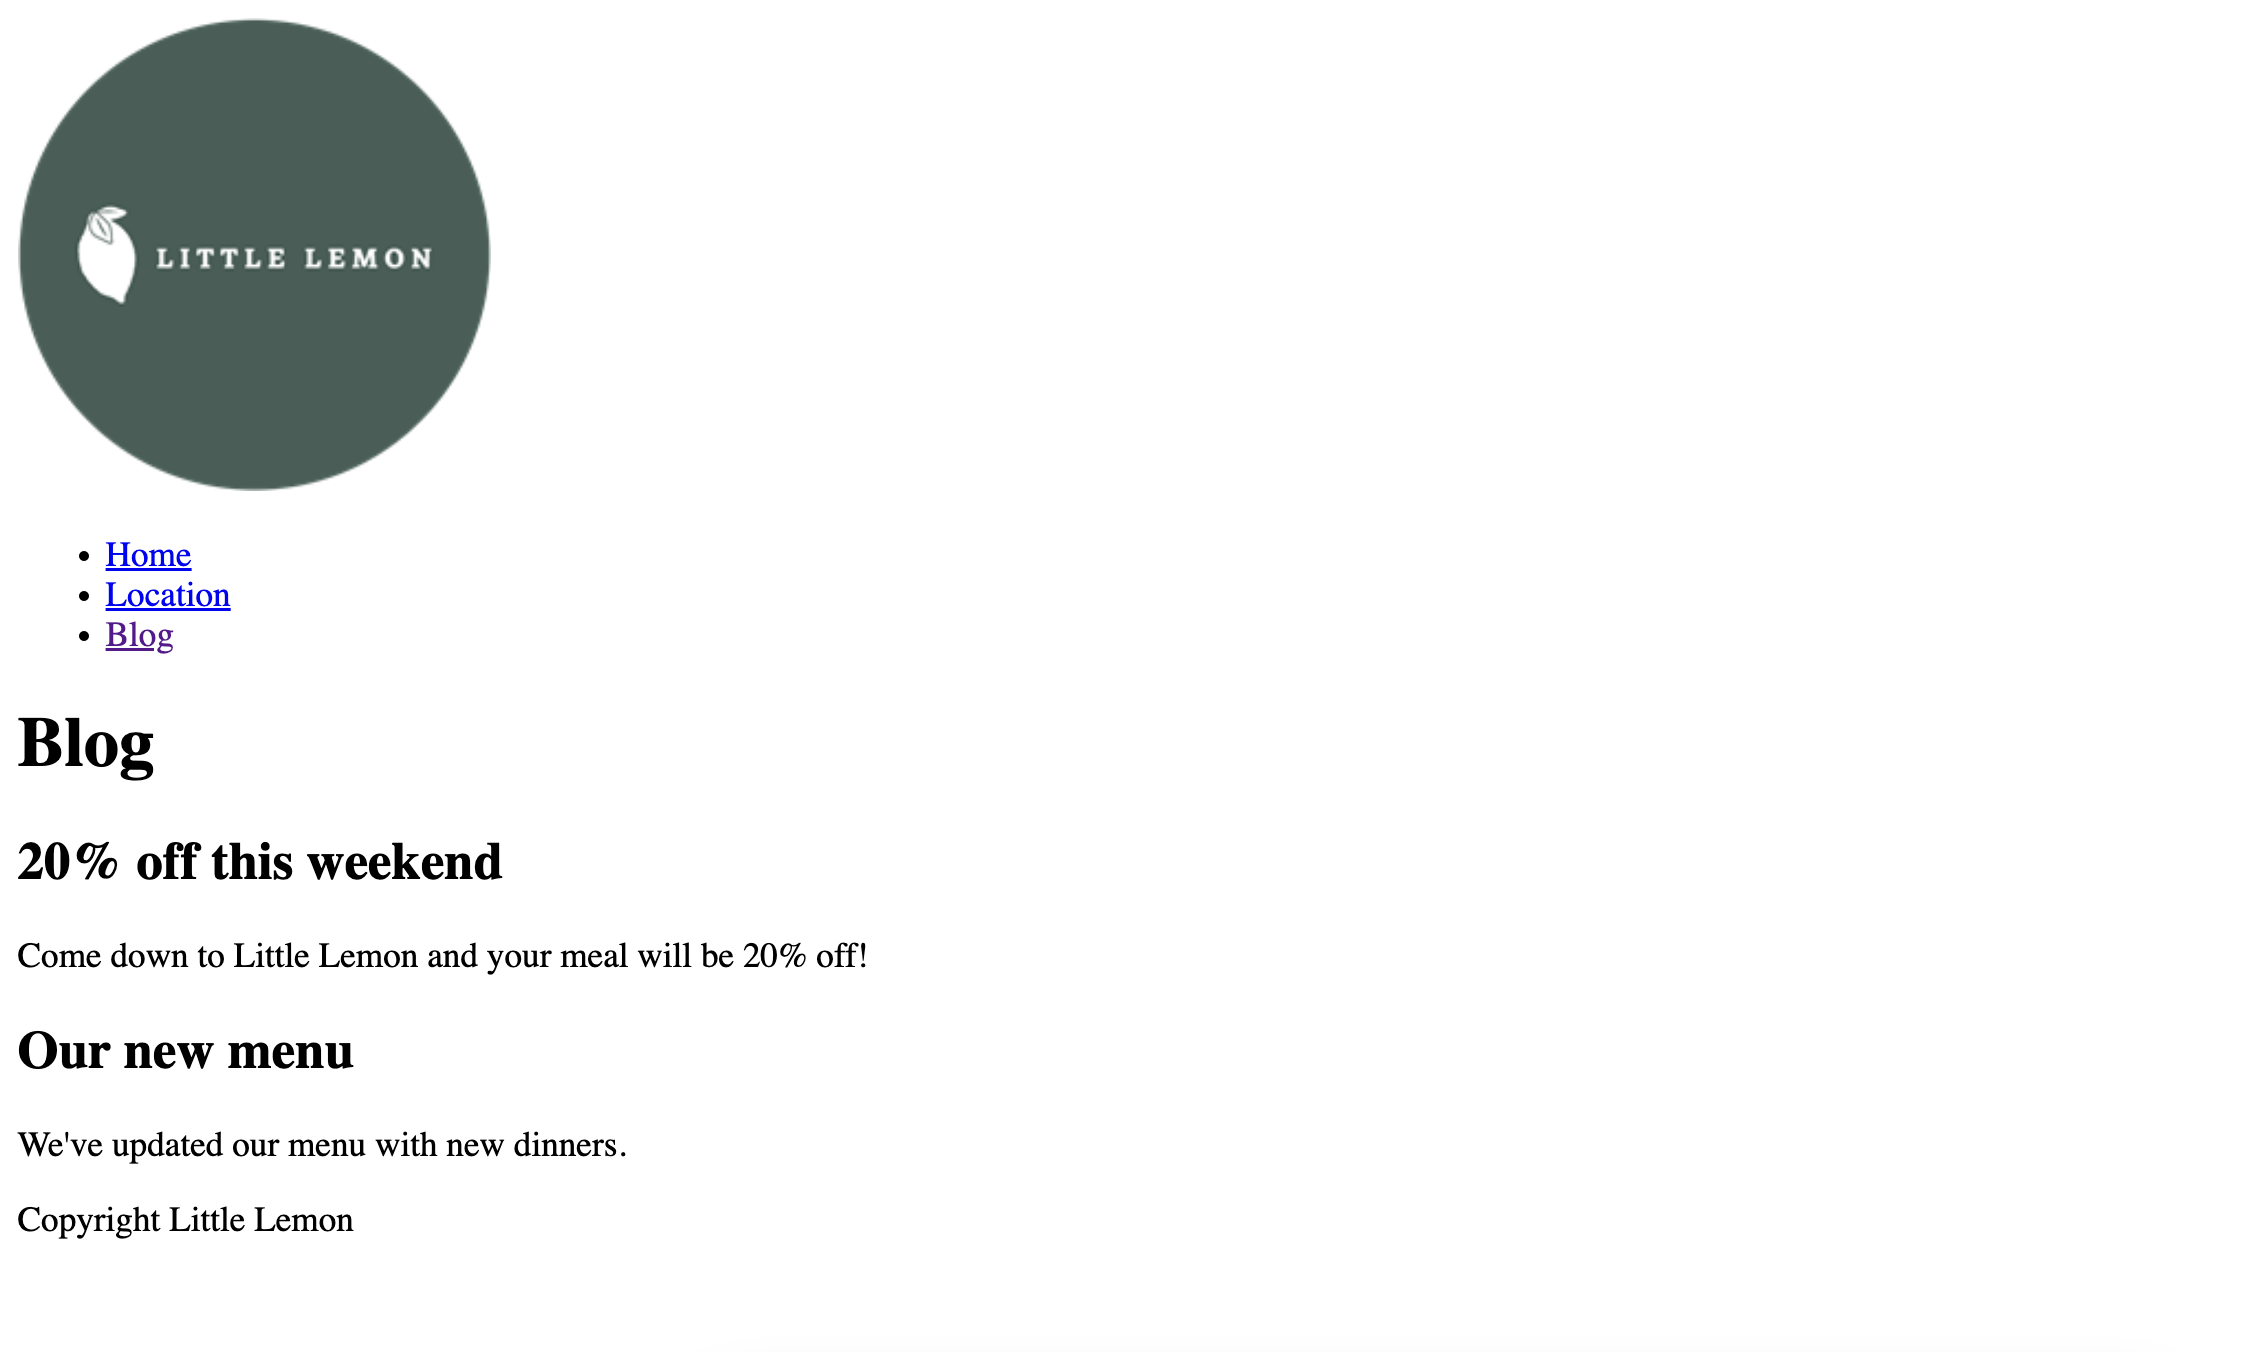 LITTLE LEMON
Home
Location
Blog
Blog
20% off this weekend
Come down to Little Lemon and your meal will be 20% off!
Our new menu
We've updated our menu with new dinners.
Copyright Little Lemon